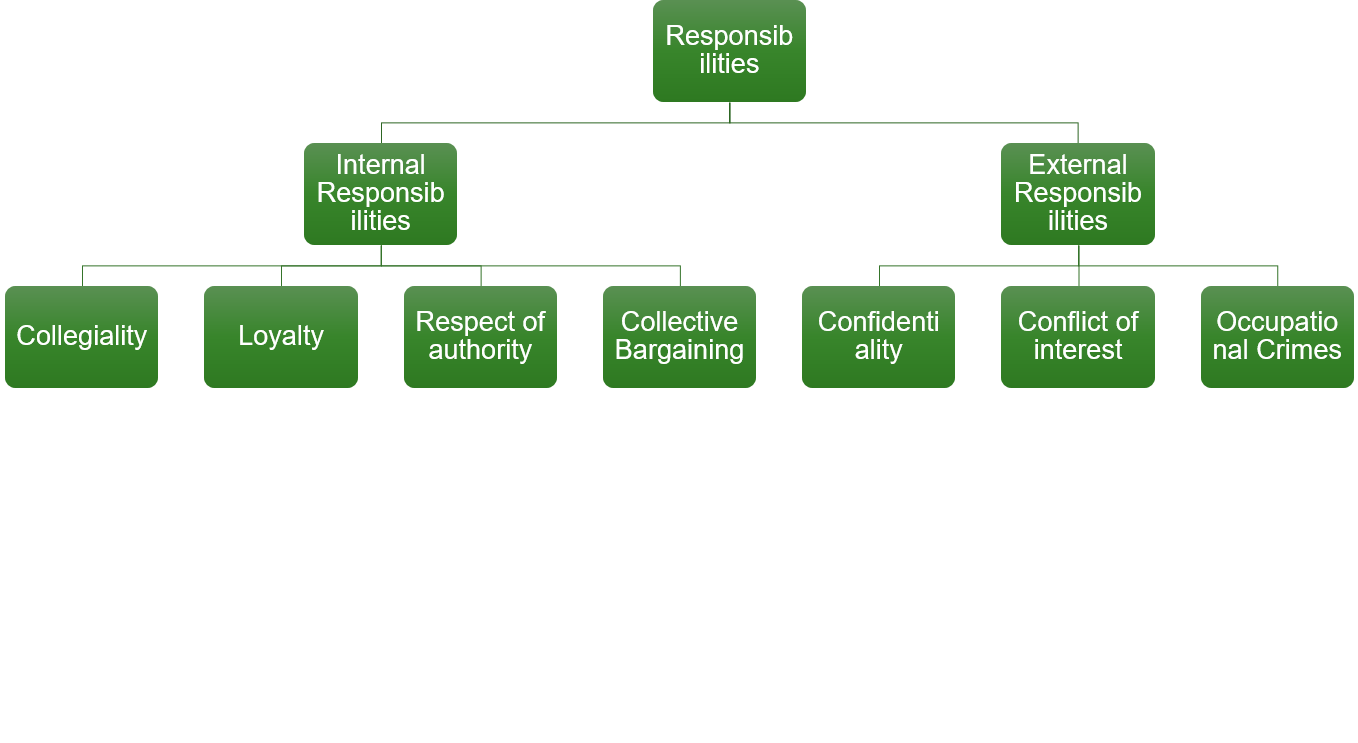 Responsib
ilities
Internal
Responsib
ilities
External
Responsib
ilities
Collegiality
Loyalty
Respect of
authority
Collective
Bargaining
Confidenti
ality
Conflict of
interest
Occupatio
nal Crimes